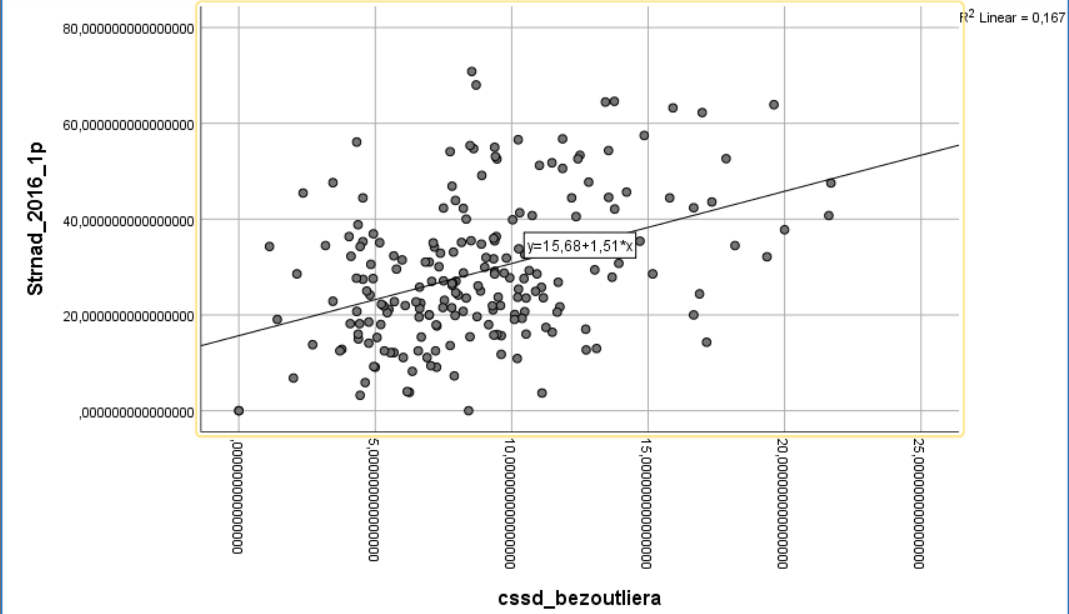 R² Linear = 0,167
80,000000000000000
60,000000000000000
40,000000000000000
20,000000000000000
,000000000000000
Strnad_2016_1p
y=15,68+1,51*x
,000000000000000
5,000000000000000
10,000000000000000
15,000000000000000
20,000000000000000
25,000000000000000
cssd_bezoutliera